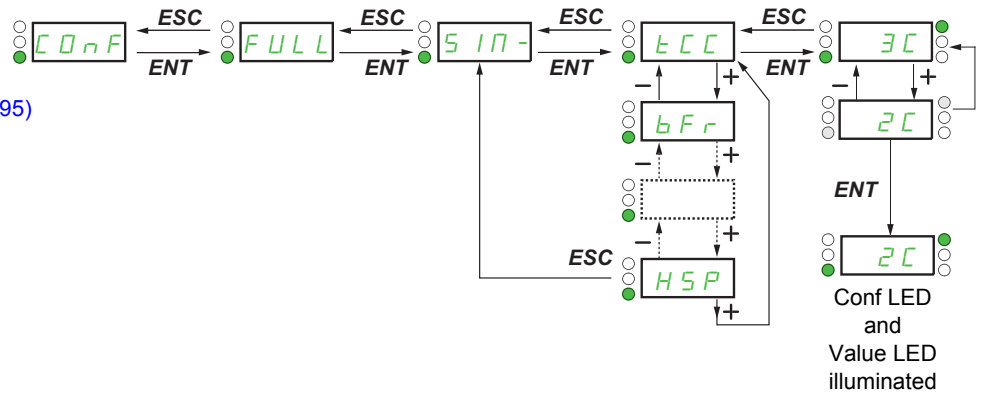 ESC ESC ESC ESC
COnF FULL SIM- tCC 3C
ENT ENT ENT ENT
95)
bFr
2C
ENT
ESC
HSP
2C
Conf LED
and
Value LED
illuminated
- +
- +
- +
- +
+